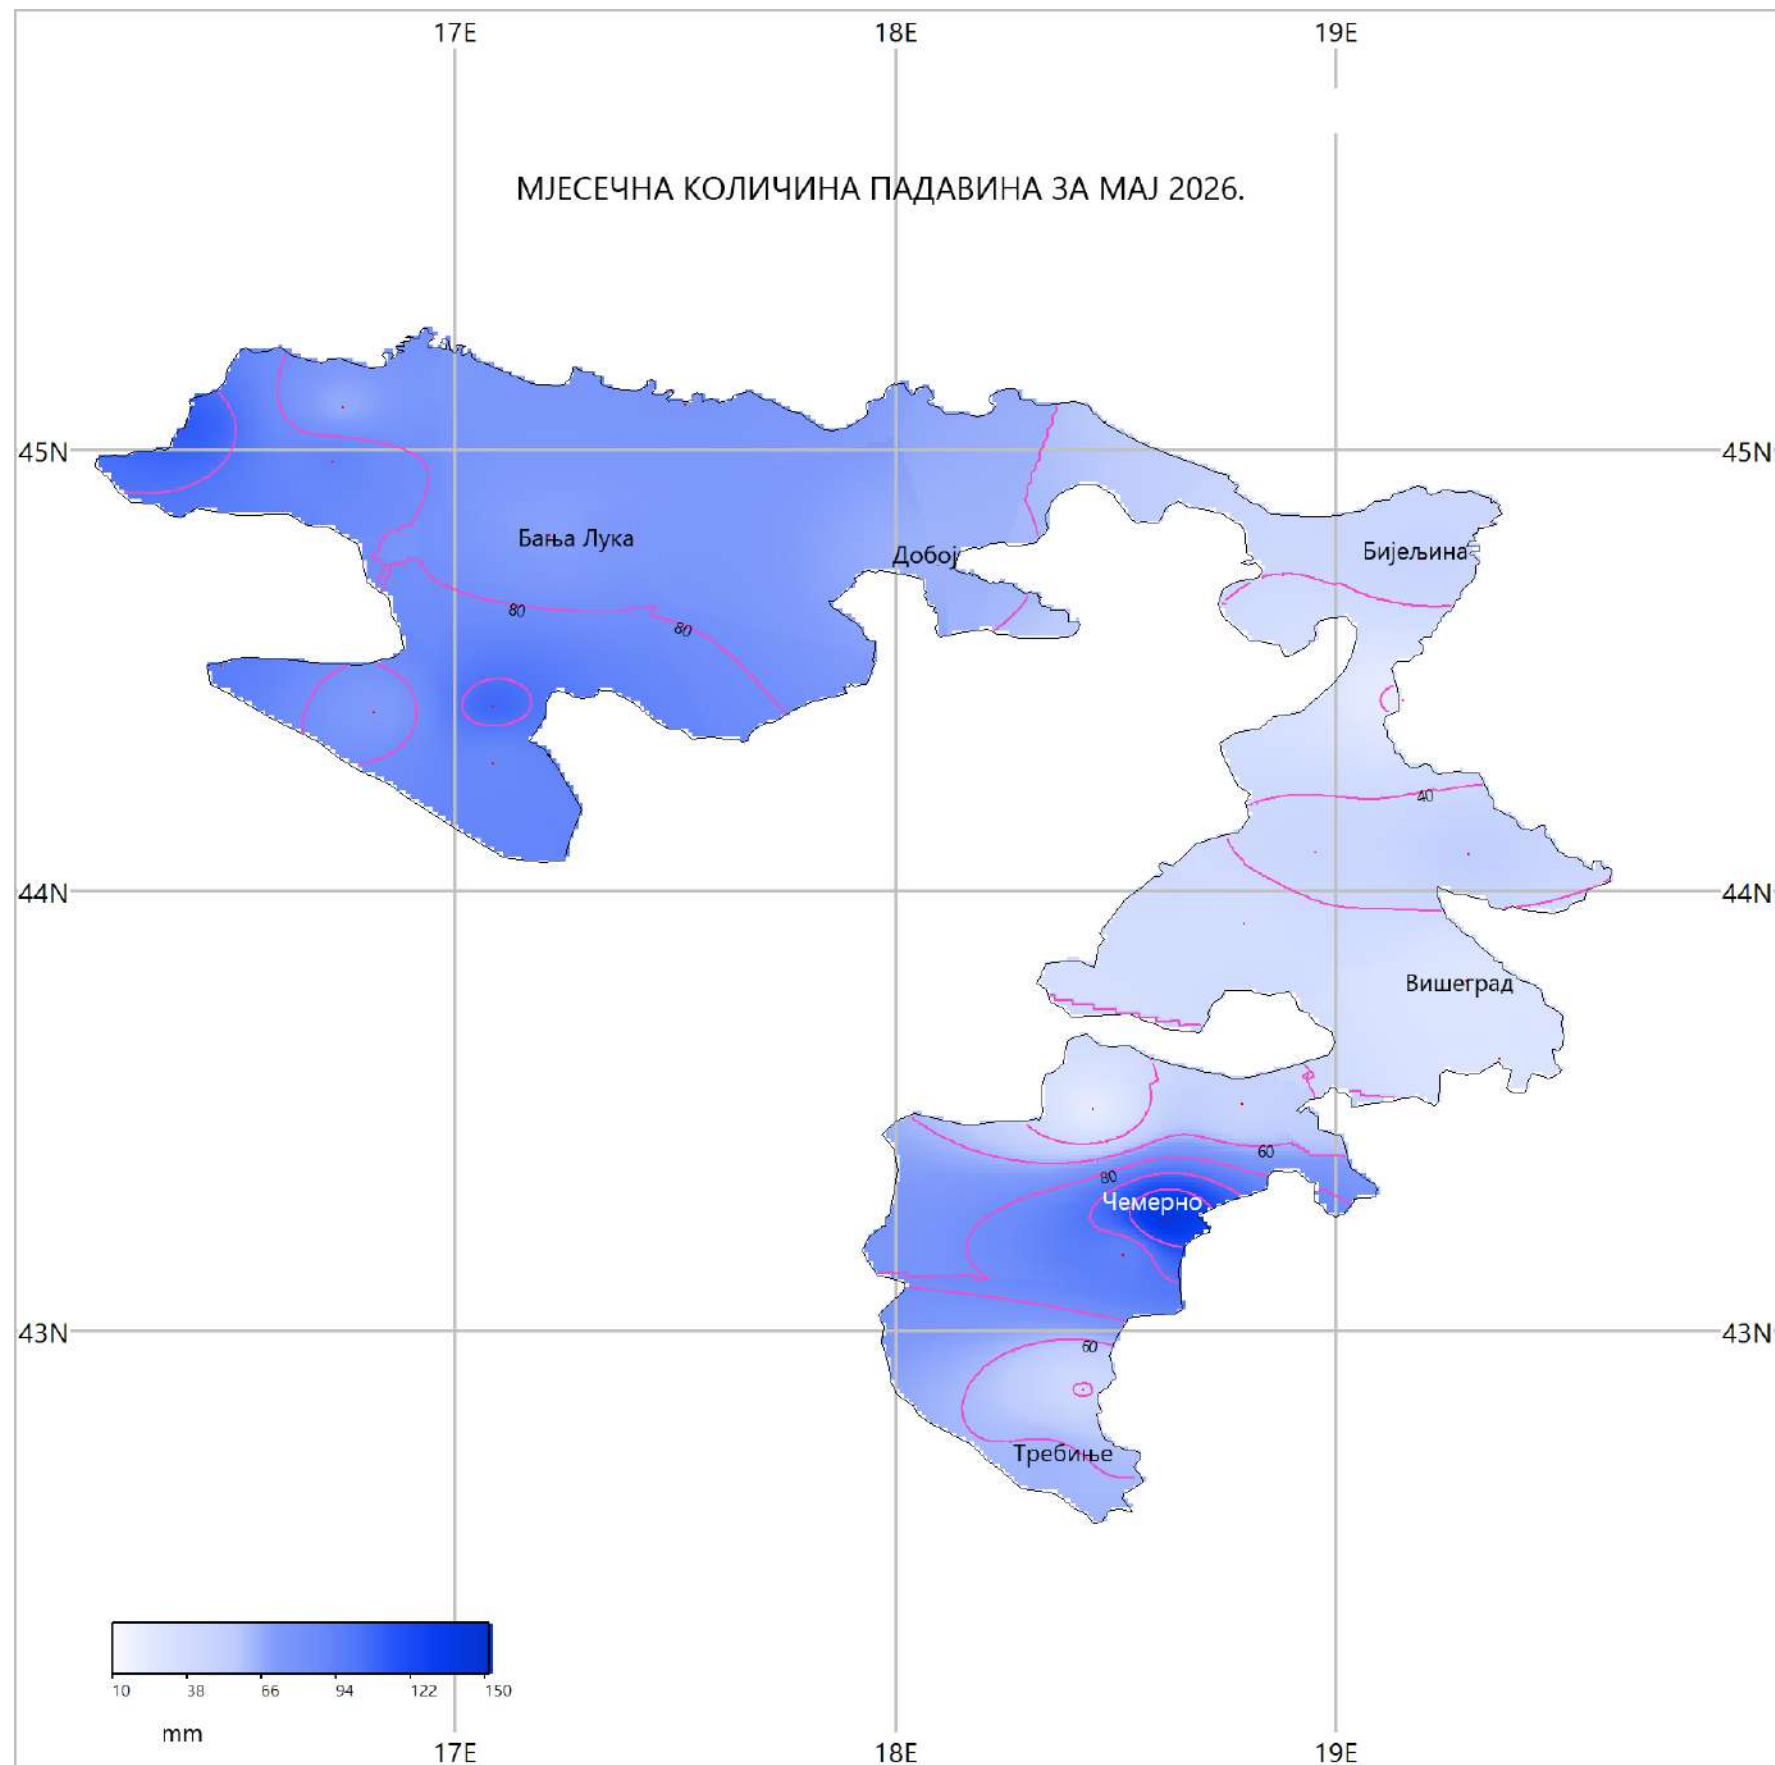 17E 18E 19E
МЈЕСЕЧНА КОЛИЧИНА ПАДАВИНА ЗА МАЈ 2026.
45N 45N
Бања Лука
Добој
Бијељина
80
80
40
44N 44N
Вишеград
60
80
Чемерно
43N 43N
60
Требиње
10 38 66 94 122 150
mm
17E 18E 19E